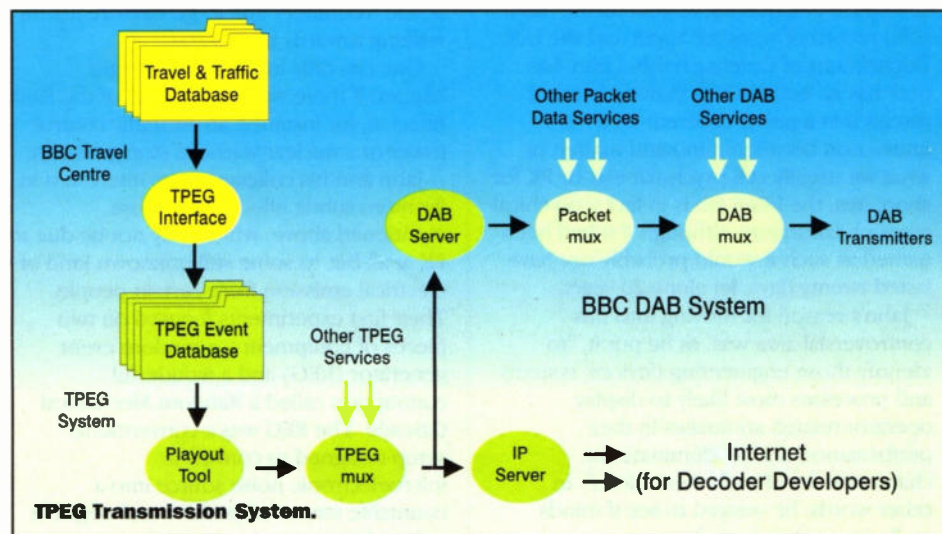 Travel & Traffic
Database
BBC Travel
Centre
TPEG
Interface
TPEG Event
Database
TPEG
System
Playout
Tool
Other TPEG
Services
TPEG
mux
DAB
Server
Other Packet
Data Services
Packet
mux
Other DAB
Services
DAB
mux
DAB
Transmitters
BBC DAB System
IP
Server
Internet
(for Decoder Developers)
TPEG Transmission System.